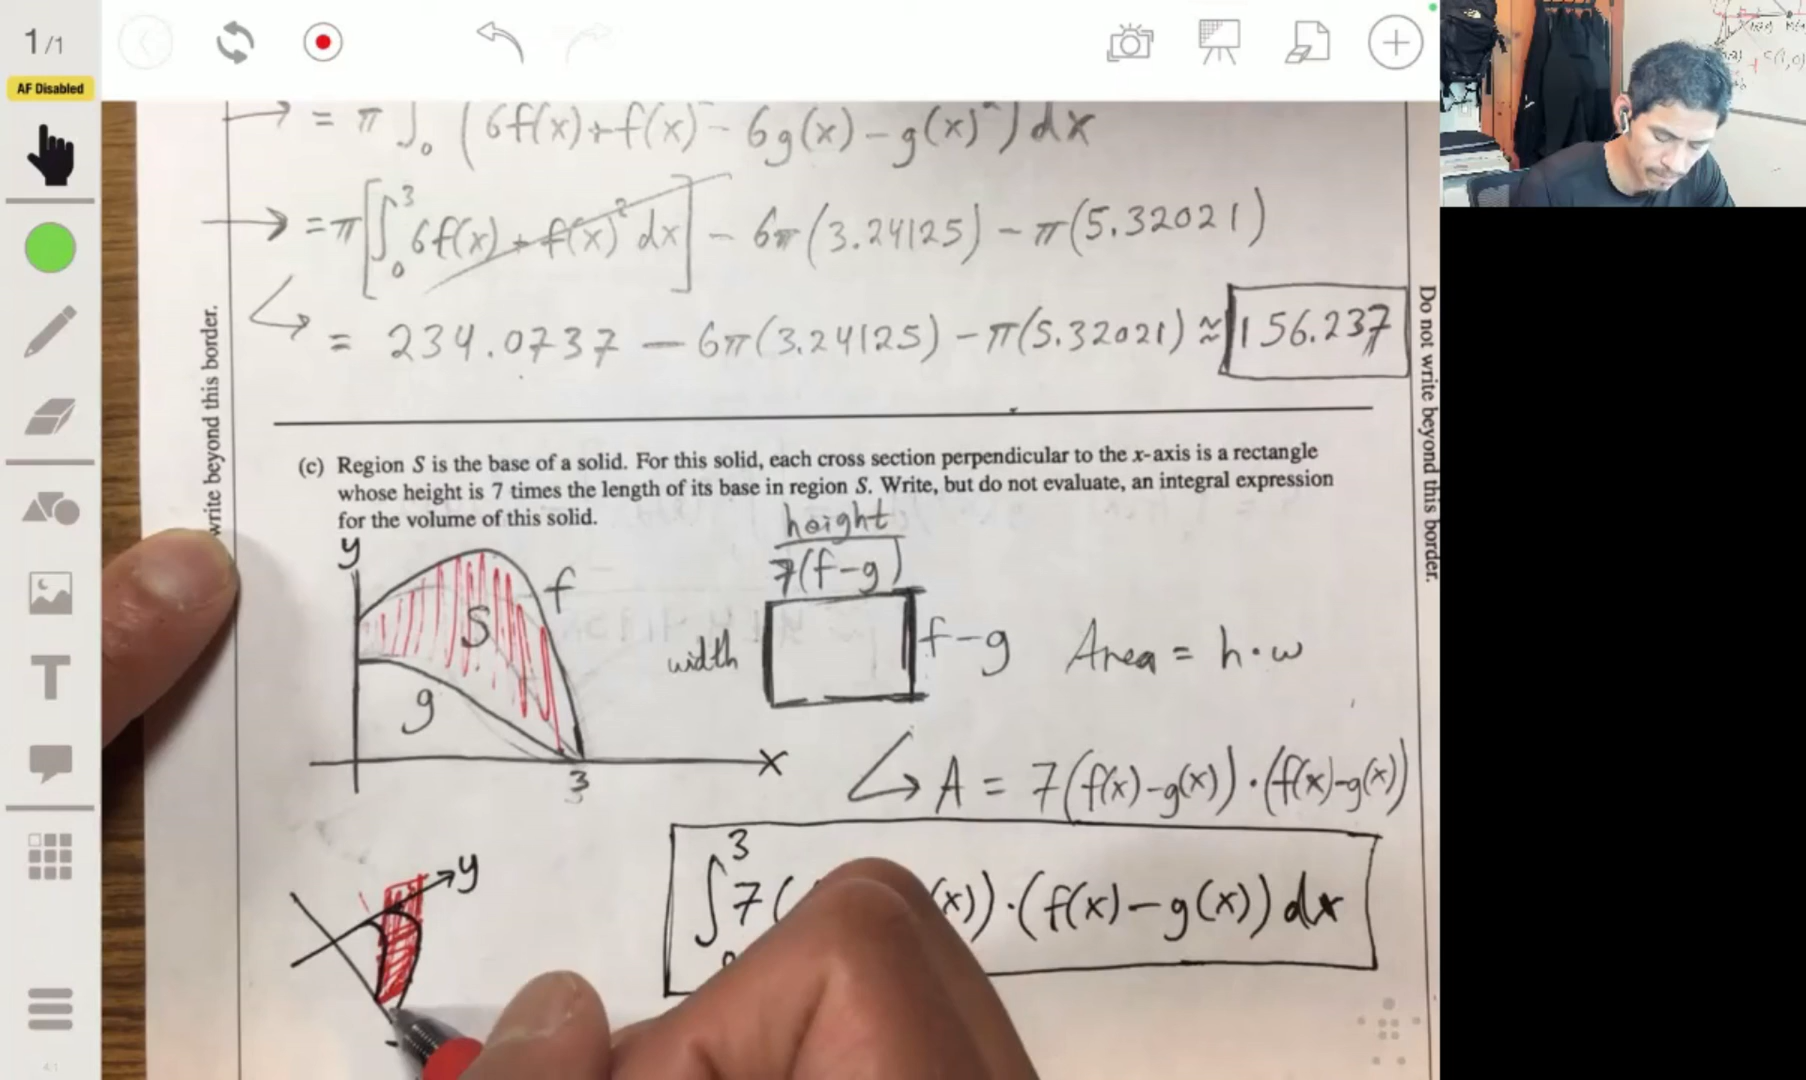 1/1
AF Disabled
→ = π ∫₀ (6f(x)+f(x)² - 6g(x) - g(x)²) dx
→ = π[∫₀³ 6f(x) + f(x)² dx] - 6π(3.24125) - π(5.32021)
↳ = 234.0737 - 6π(3.24125) - π(5.32021) ≈ 156.237
write beyond this border.
Do not write beyond this border.
(c) Region S is the base of a solid. For this solid, each cross section perpendicular to the x-axis is a rectangle
whose height is 7 times the length of its base in region S. Write, but do not evaluate, an integral expression
for the volume of this solid.
height
7(f-g)
y
f
S
g
x
3
width
f-g
Area = h·w
↳ A = 7(f(x)-g(x))·(f(x)-g(x))
∫ 3 7( (x))·(f(x)-g(x)) dx
y
T